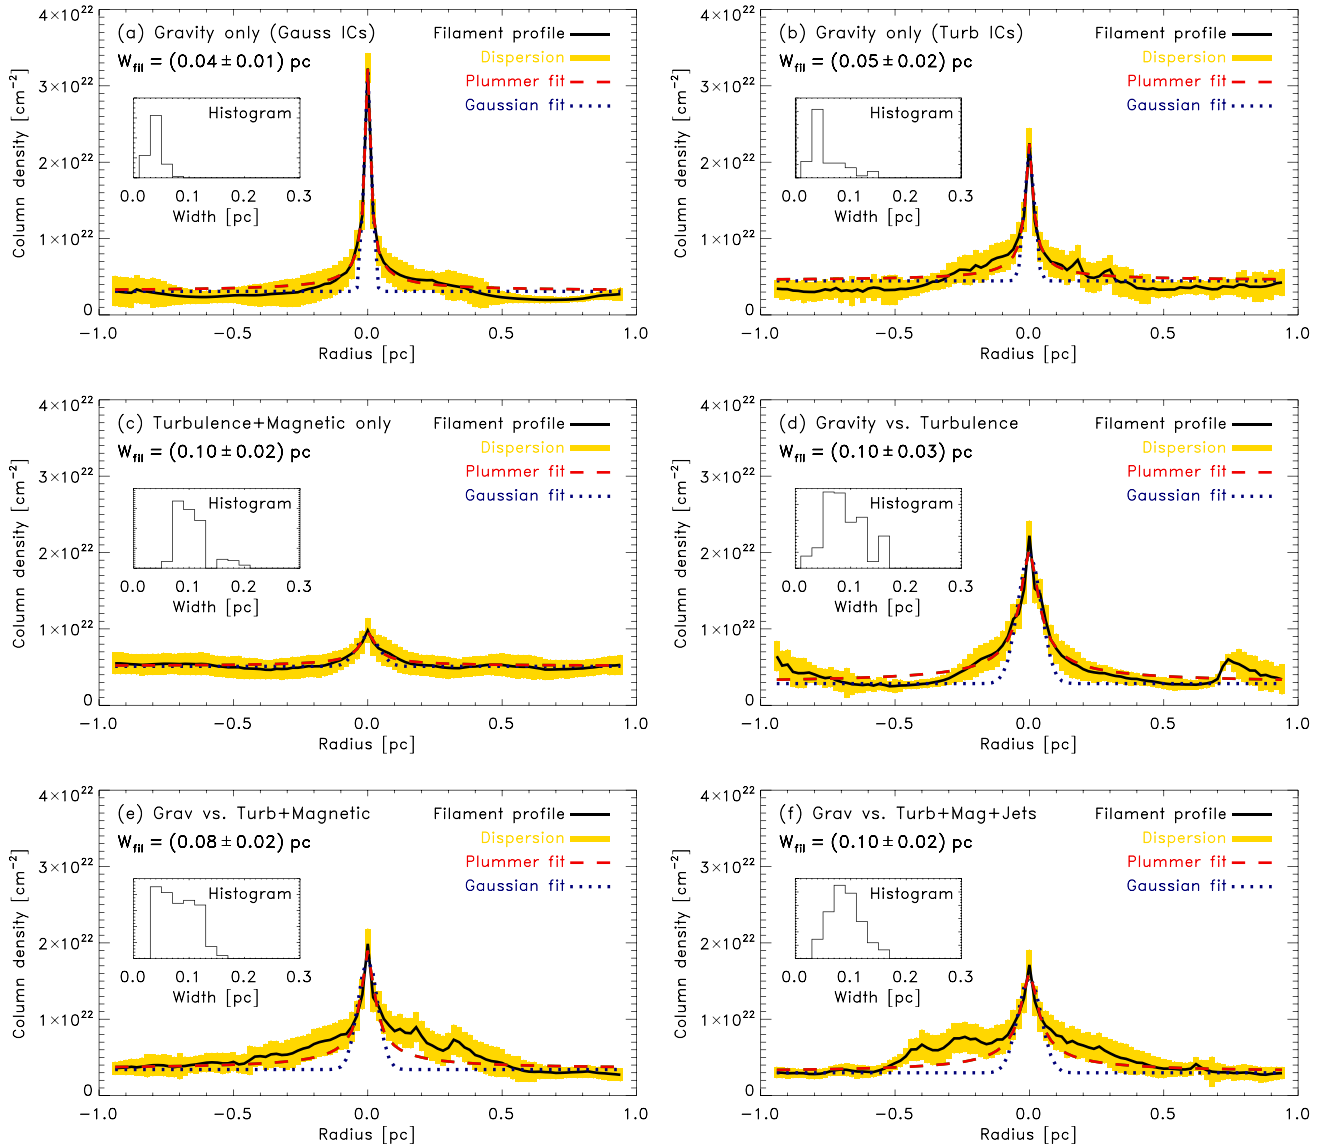 (a) Gravity only (Gauss ICs)
W_fil = (0.04 ± 0.01) pc
Filament profile
Dispersion
Plummer fit
Gaussian fit
Histogram
0.0 0.1 0.2 0.3
Width [pc]
4×10²²
3×10²²
2×10²²
1×10²²
0
Column density [cm⁻²]
−1.0 −0.5 0.0 0.5 1.0
Radius [pc]
(b) Gravity only (Turb ICs)
W_fil = (0.05 ± 0.02) pc
Filament profile
Dispersion
Plummer fit
Gaussian fit
Histogram
0.0 0.1 0.2 0.3
Width [pc]
4×10²²
3×10²²
2×10²²
1×10²²
0
Column density [cm⁻²]
−1.0 −0.5 0.0 0.5 1.0
Radius [pc]
(c) Turbulence+Magnetic only
W_fil = (0.10 ± 0.02) pc
Filament profile
Dispersion
Plummer fit
Gaussian fit
Histogram
0.0 0.1 0.2 0.3
Width [pc]
4×10²²
3×10²²
2×10²²
1×10²²
0
Column density [cm⁻²]
−1.0 −0.5 0.0 0.5 1.0
Radius [pc]
(d) Gravity vs. Turbulence
W_fil = (0.10 ± 0.03) pc
Filament profile
Dispersion
Plummer fit
Gaussian fit
Histogram
0.0 0.1 0.2 0.3
Width [pc]
4×10²²
3×10²²
2×10²²
1×10²²
0
Column density [cm⁻²]
−1.0 −0.5 0.0 0.5 1.0
Radius [pc]
(e) Grav vs. Turb+Magnetic
W_fil = (0.08 ± 0.02) pc
Filament profile
Dispersion
Plummer fit
Gaussian fit
Histogram
0.0 0.1 0.2 0.3
Width [pc]
4×10²²
3×10²²
2×10²²
1×10²²
0
Column density [cm⁻²]
−1.0 −0.5 0.0 0.5 1.0
Radius [pc]
(f) Grav vs. Turb+Mag+Jets
W_fil = (0.10 ± 0.02) pc
Filament profile
Dispersion
Plummer fit
Gaussian fit
Histogram
0.0 0.1 0.2 0.3
Width [pc]
4×10²²
3×10²²
2×10²²
1×10²²
0
Column density [cm⁻²]
−1.0 −0.5 0.0 0.5 1.0
Radius [pc]